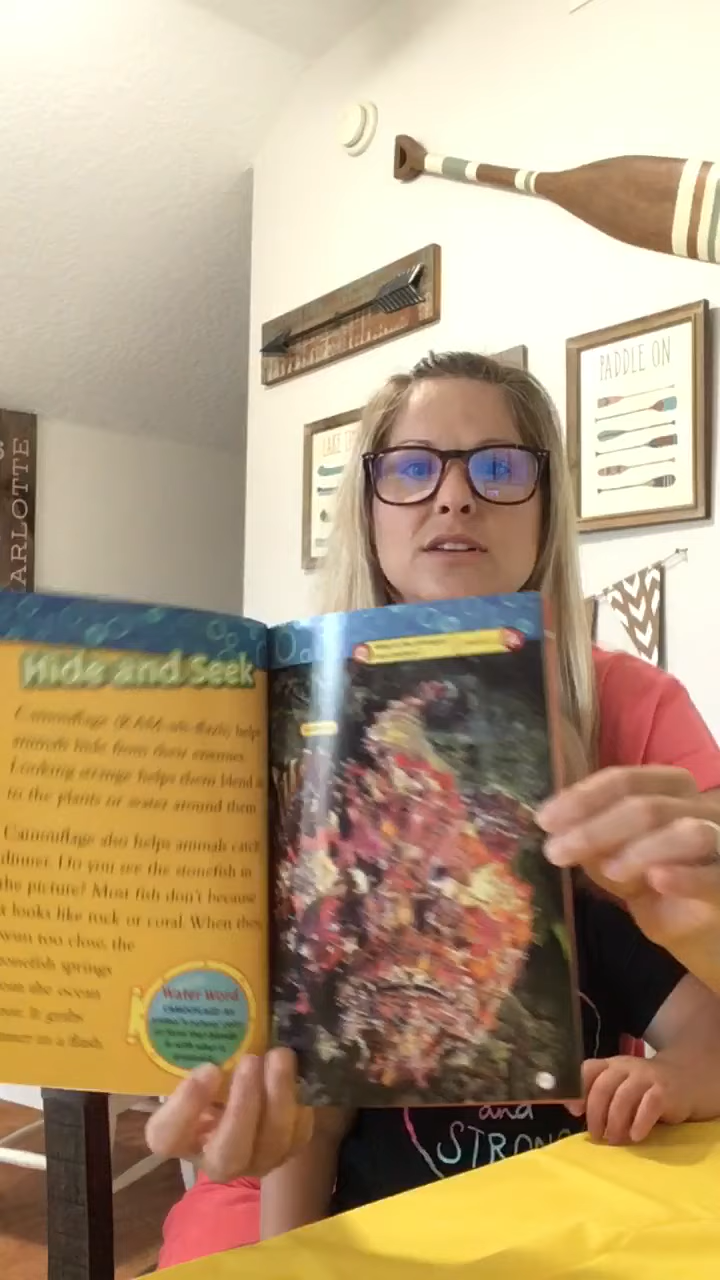 PADDLE ON
LAKE
ARLOTTE
Hide and Seek
Camouflage (KAM-uh-flazh) helps
animals hide from their enemies.
Looking strange helps them blend in
to the plants or water around them.
Camouflage also helps animals catch
dinner. Do you see the stonefish in
the picture? Most fish don't because
it looks like rock or coral. When they
swim too close, the
stonefish springs
from the ocean
floor. It grabs
dinner in a flash.
Water Word
and
STRONG